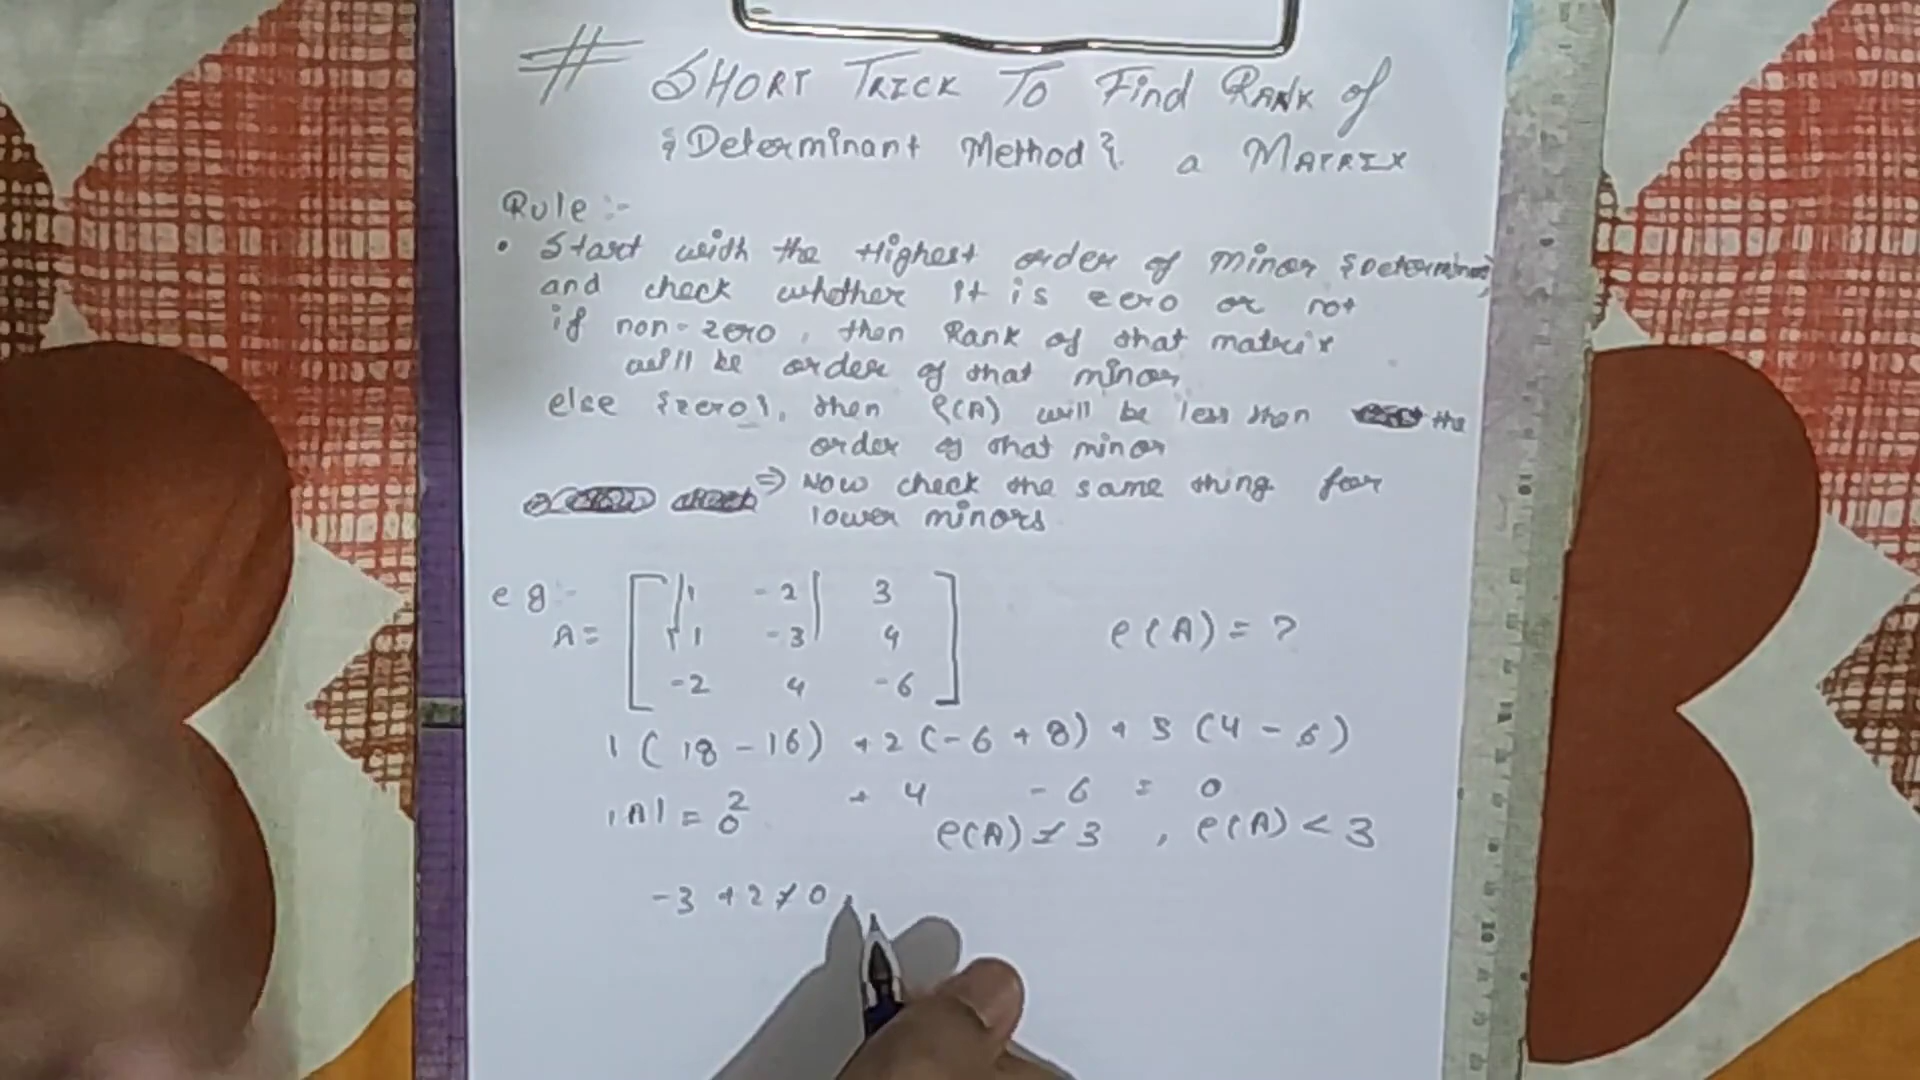 # SHORT TRICK TO Find RANK of
{Determinant Method} a MATRIX
Rule :-
• Start with the Highest order of minor {Determinant}
and check whether it is zero or not
if non-zero, then Rank of that matrix
will be order of that minor
else {zero}, then ρ(A) will be less then the
order of that minor
⇒ Now check the same thing for
lower minors
eg:-
A = [ 1 -2 3
1 -3 4
-2 4 -6 ]
ρ(A) = ?
1 ( 18 - 16 ) + 2 ( -6 + 8 ) + 3 ( 4 - 6 )
2 + 4 - 6 = 0
|A| = 0 ρ(A) ≠ 3 , ρ(A) < 3
-3 + 2 ≠ 0